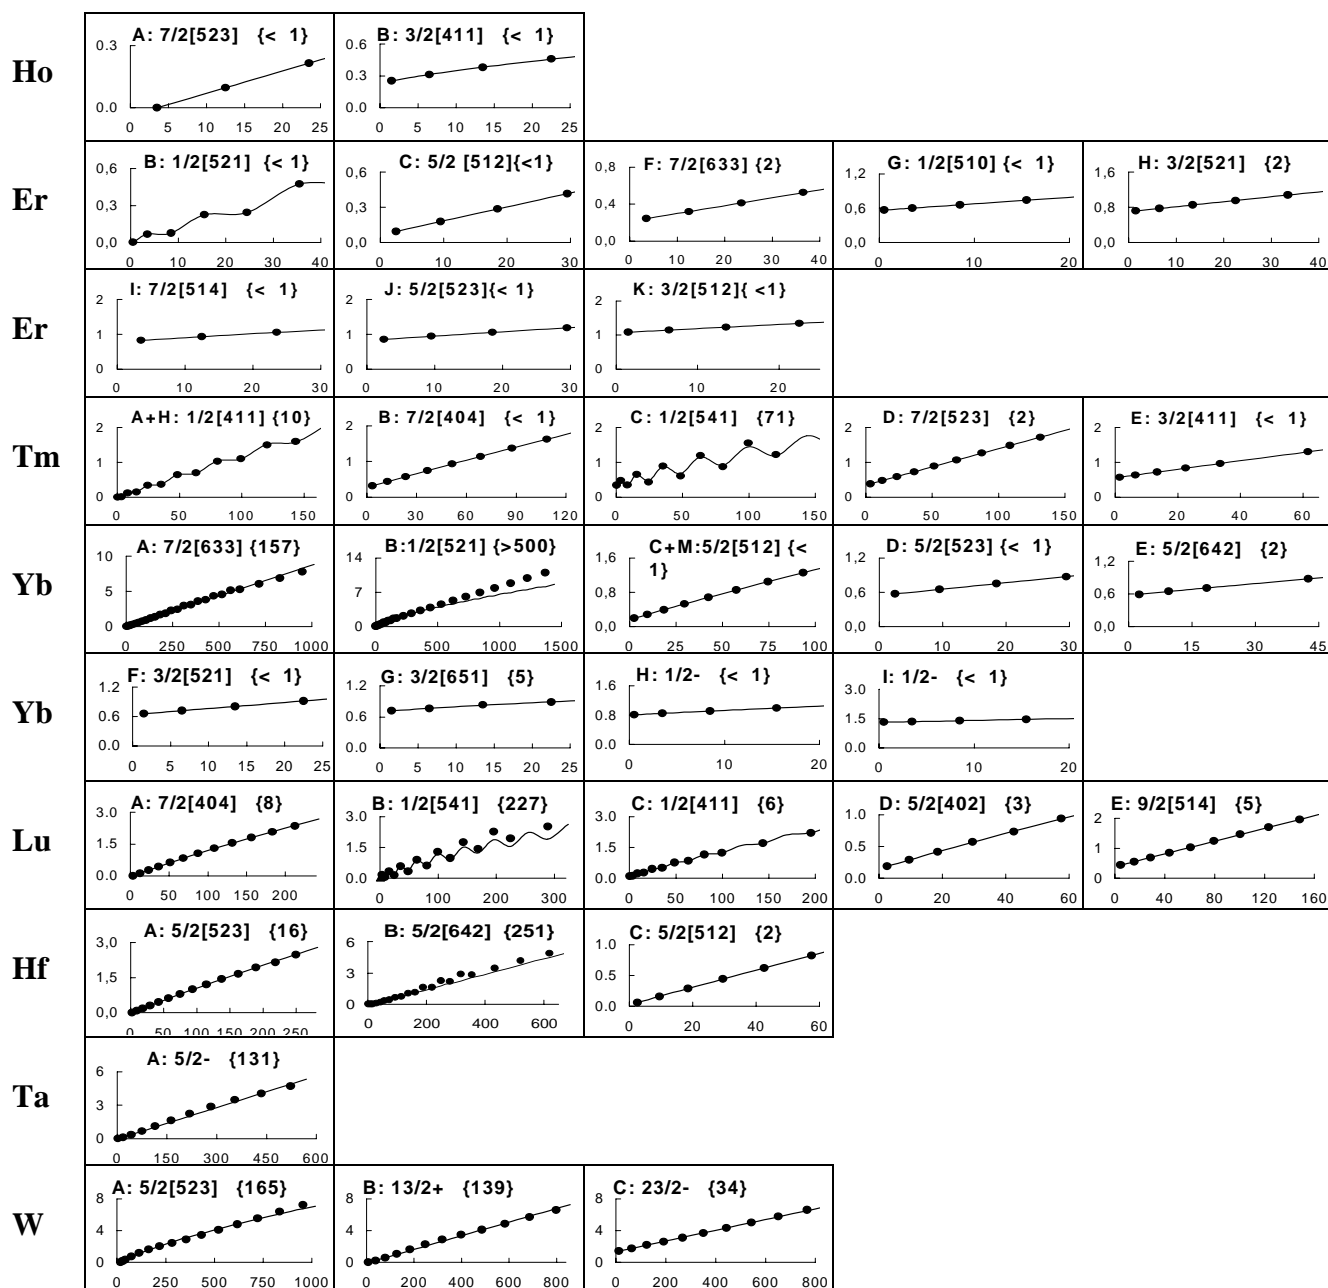 Ho
A: 7/2[523] {< 1}
0.3
0.0
0 5 10 15 20 25
B: 3/2[411] {< 1}
0.6
0.3
0.0
0 5 10 15 20 25
Er
B: 1/2[521] {< 1}
0,6
0,3
0,0
0 10 20 30 40
C: 5/2 [512]{<1}
0.6
0.3
0.0
0 10 20 30
F: 7/2[633] {2}
0,8
0,4
0,0
0 10 20 30 40
G: 1/2[510] {< 1}
1,2
0,6
0,0
0 10 20
H: 3/2[521] {2}
1,6
0,8
0,0
0 10 20 30 40
Er
I: 7/2[514] {< 1}
2
1
0
0 10 20 30
J: 5/2[523]{< 1}
2
1
0
0 10 20 30
K: 3/2[512]{ <1}
2
1
0
0 10 20
Tm
A+H: 1/2[411] {10}
2
1
0
0 50 100 150
B: 7/2[404] {< 1}
2
1
0
0 30 60 90 120
C: 1/2[541] {71}
2
1
0
0 50 100 150
D: 7/2[523] {2}
2
1
0
0 50 100 150
E: 3/2[411] {< 1}
2
1
0
0 20 40 60
Yb
A: 7/2[633] {157}
10
5
0
0 250 500 750 1000
B:1/2[521] {>500}
14
7
0
0 500 1000 1500
C+M:5/2[512] {<
1}
1.6
0.8
0.0
0 25 50 75 100
D: 5/2[523] {< 1}
1,2
0,6
0,0
0 10 20 30
E: 5/2[642] {2}
1,2
0,6
0,0
0 15 30 45
Yb
F: 3/2[521] {< 1}
1.2
0.6
0.0
0 5 10 15 20 25
G: 3/2[651] {5}
1.2
0.6
0.0
0 5 10 15 20 25
H: 1/2- {< 1}
1.6
0.8
0.0
0 10 20
I: 1/2- {< 1}
3.0
1.5
0.0
0 10 20
Lu
A: 7/2[404] {8}
3.0
1.5
0.0
0 50 100 150 200
B: 1/2[541] {227}
3.0
1.5
0.0
0 100 200 300
C: 1/2[411] {6}
3.0
1.5
0.0
0 50 100 150 200
D: 5/2[402] {3}
1.0
0.5
0.0
0 20 40 60
E: 9/2[514] {5}
2
1
0
0 40 80 120 160
Hf
A: 5/2[523] {16}
3,0
1,5
0,0
0 50 100 150 200 250
B: 5/2[642] {251}
6
3
0
0 200 400 600
C: 5/2[512] {2}
1.0
0.5
0.0
0 20 40 60
Ta
A: 5/2- {131}
6
3
0
0 150 300 450 600
W
A: 5/2[523] {165}
8
4
0
0 250 500 750 1000
B: 13/2+ {139}
8
4
0
0 200 400 600 800
C: 23/2- {34}
8
4
0
0 200 400 600 800